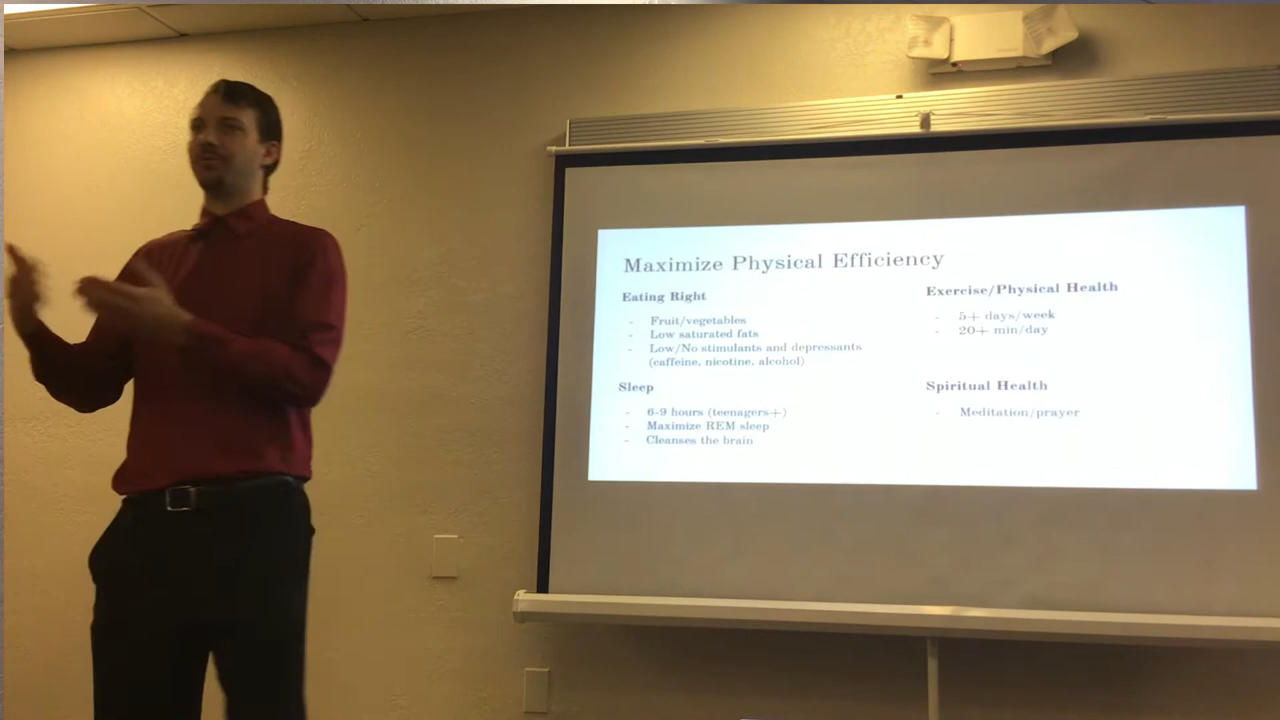 Maximize Physical Efficiency
Eating Right
- Fruit/vegetables
- Low saturated fats
- Low/No stimulants and depressants
(caffeine, nicotine, alcohol)
Sleep
- 6-9 hours (teenagers+)
- Maximize REM sleep
- Cleanses the brain
Exercise/Physical Health
- 5+ days/week
- 20+ min/day
Spiritual Health
- Meditation/prayer